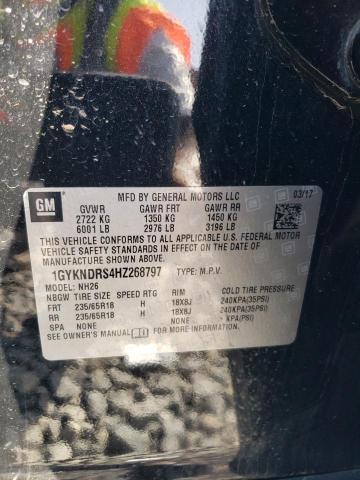 GM
MFD BY GENERAL MOTORS LLC 03/17
GVWR GAWR FRT GAWR RR
2722 KG 1350 KG 1450 KG
6001 LB 2976 LB 3196 LB
THIS VEHICLE CONFORMS TO ALL APPLICABLE U.S. FEDERAL MOTOR
VEHICLE SAFETY STANDARDS IN EFFECT ON THE DATE OF
MANUFACTURE SHOWN ABOVE.
1GYKNDRS4HZ268797 TYPE: M.P.V.
MODEL: NH26
NBGW TIRE SIZE SPEED RTG RIM COLD TIRE PRESSURE
FRT 235/65R18 H 18X8J 240KPA(35PSI)
RR 235/65R18 H 18X8J 240KPA(35PSI)
SPA NONE NONE KPA(PSI)
SEE OWNER'S MANUAL FOR MORE INFORMATION